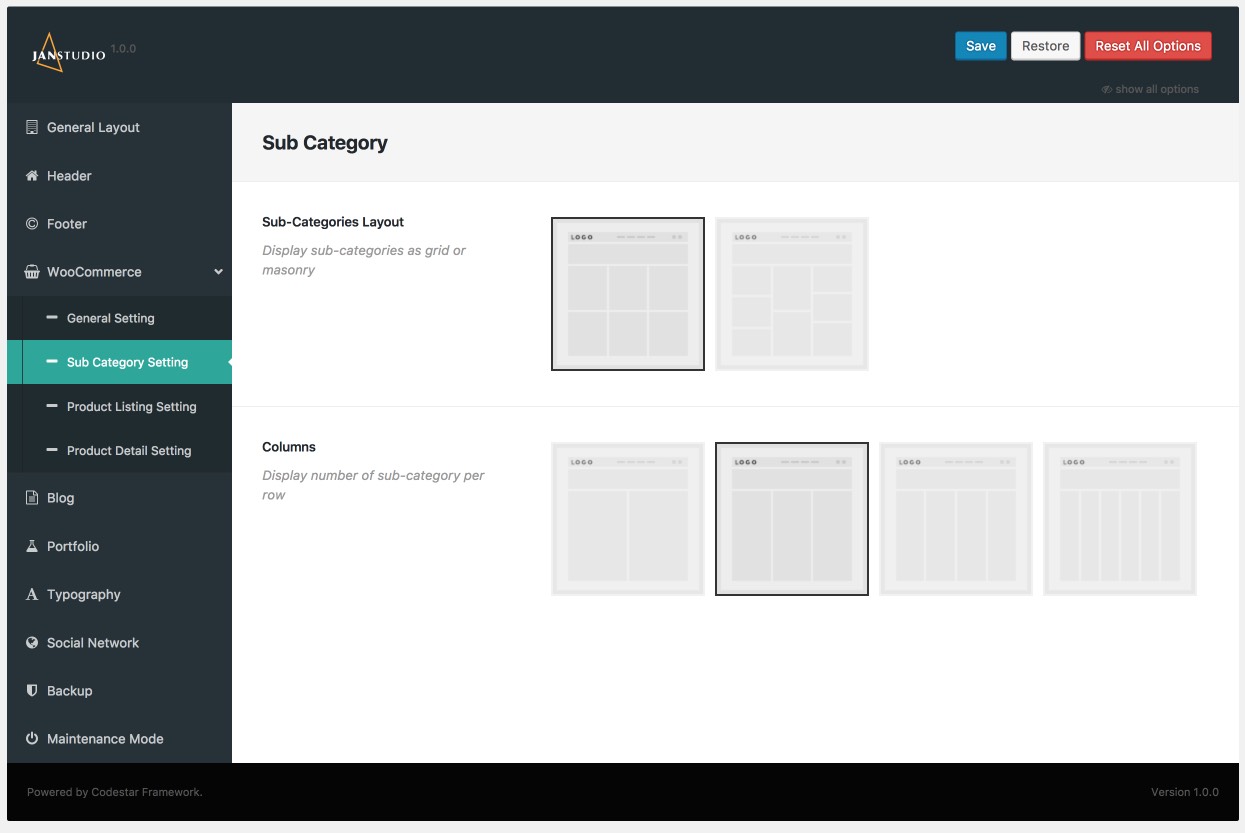 JANSTUDIO 1.0.0
Save Restore Reset All Options
show all options
General Layout
Header
Footer
WooCommerce
General Setting
Sub Category Setting
Product Listing Setting
Product Detail Setting
Blog
Portfolio
Typography
Social Network
Backup
Maintenance Mode
Sub Category
Sub-Categories Layout
Display sub-categories as grid or
masonry
LOGO
LOGO
Columns
Display number of sub-category per
row
LOGO
LOGO
LOGO
LOGO
Powered by Codestar Framework.
Version 1.0.0